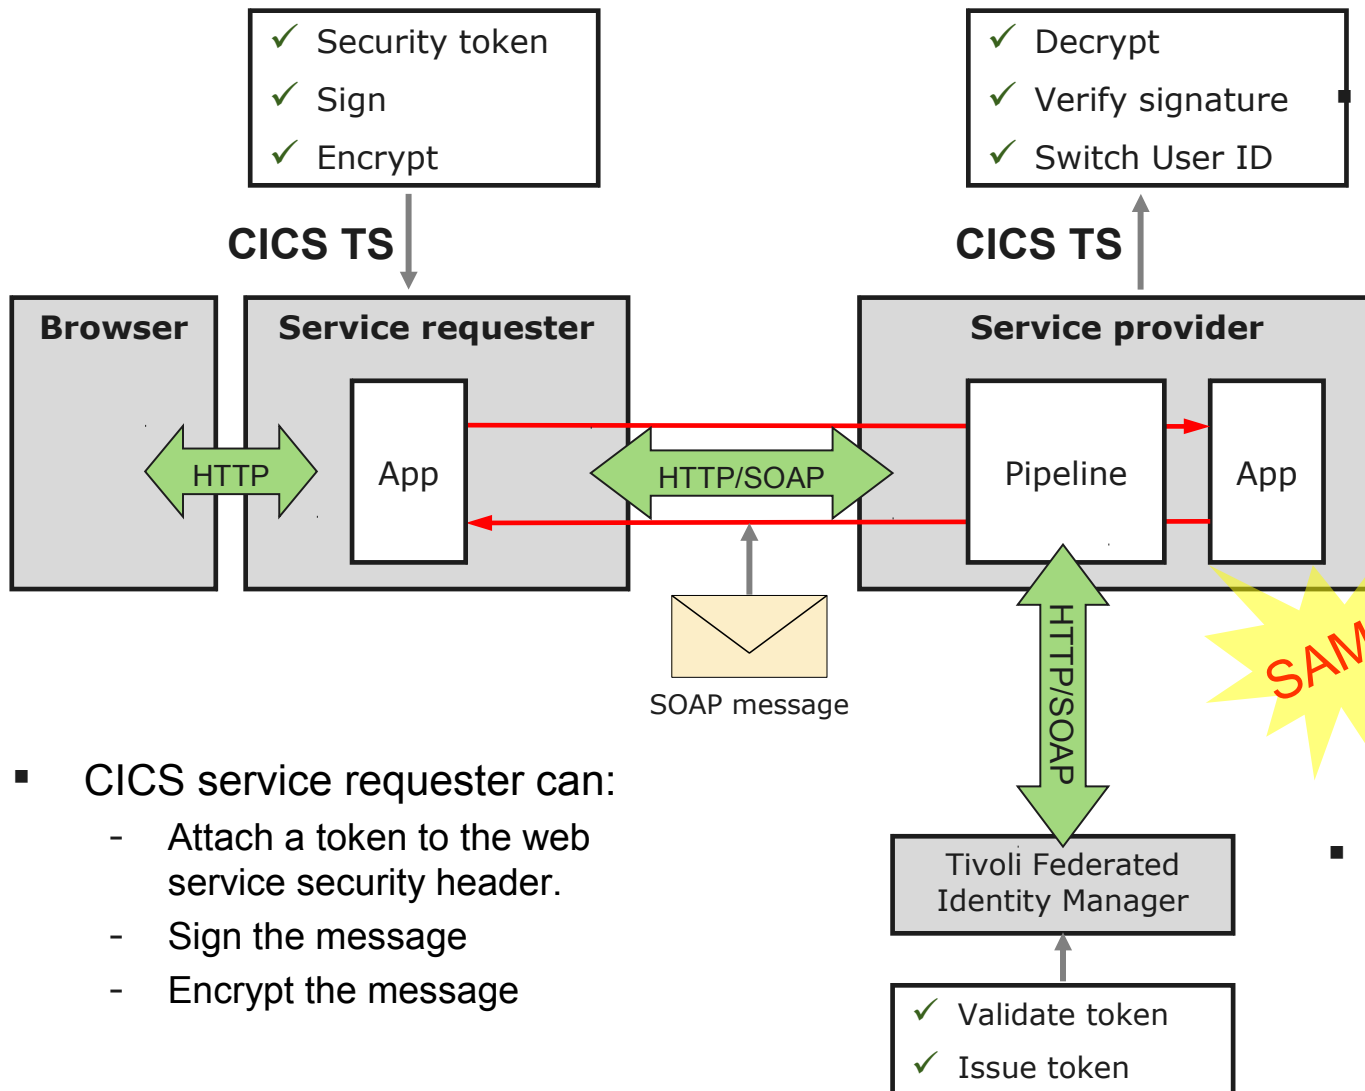 ✓ Security token
✓ Sign
✓ Encrypt
✓ Decrypt
✓ Verify signature
✓ Switch User ID
CICS TS
CICS TS
Browser
Service requester
Service provider
HTTP
App
HTTP/SOAP
Pipeline
App
SOAP message
HTTP/SOAP
SAM
▪ CICS service requester can:
- Attach a token to the web
service security header.
- Sign the message
- Encrypt the message
Tivoli Federated
Identity Manager
✓ Validate token
✓ Issue token